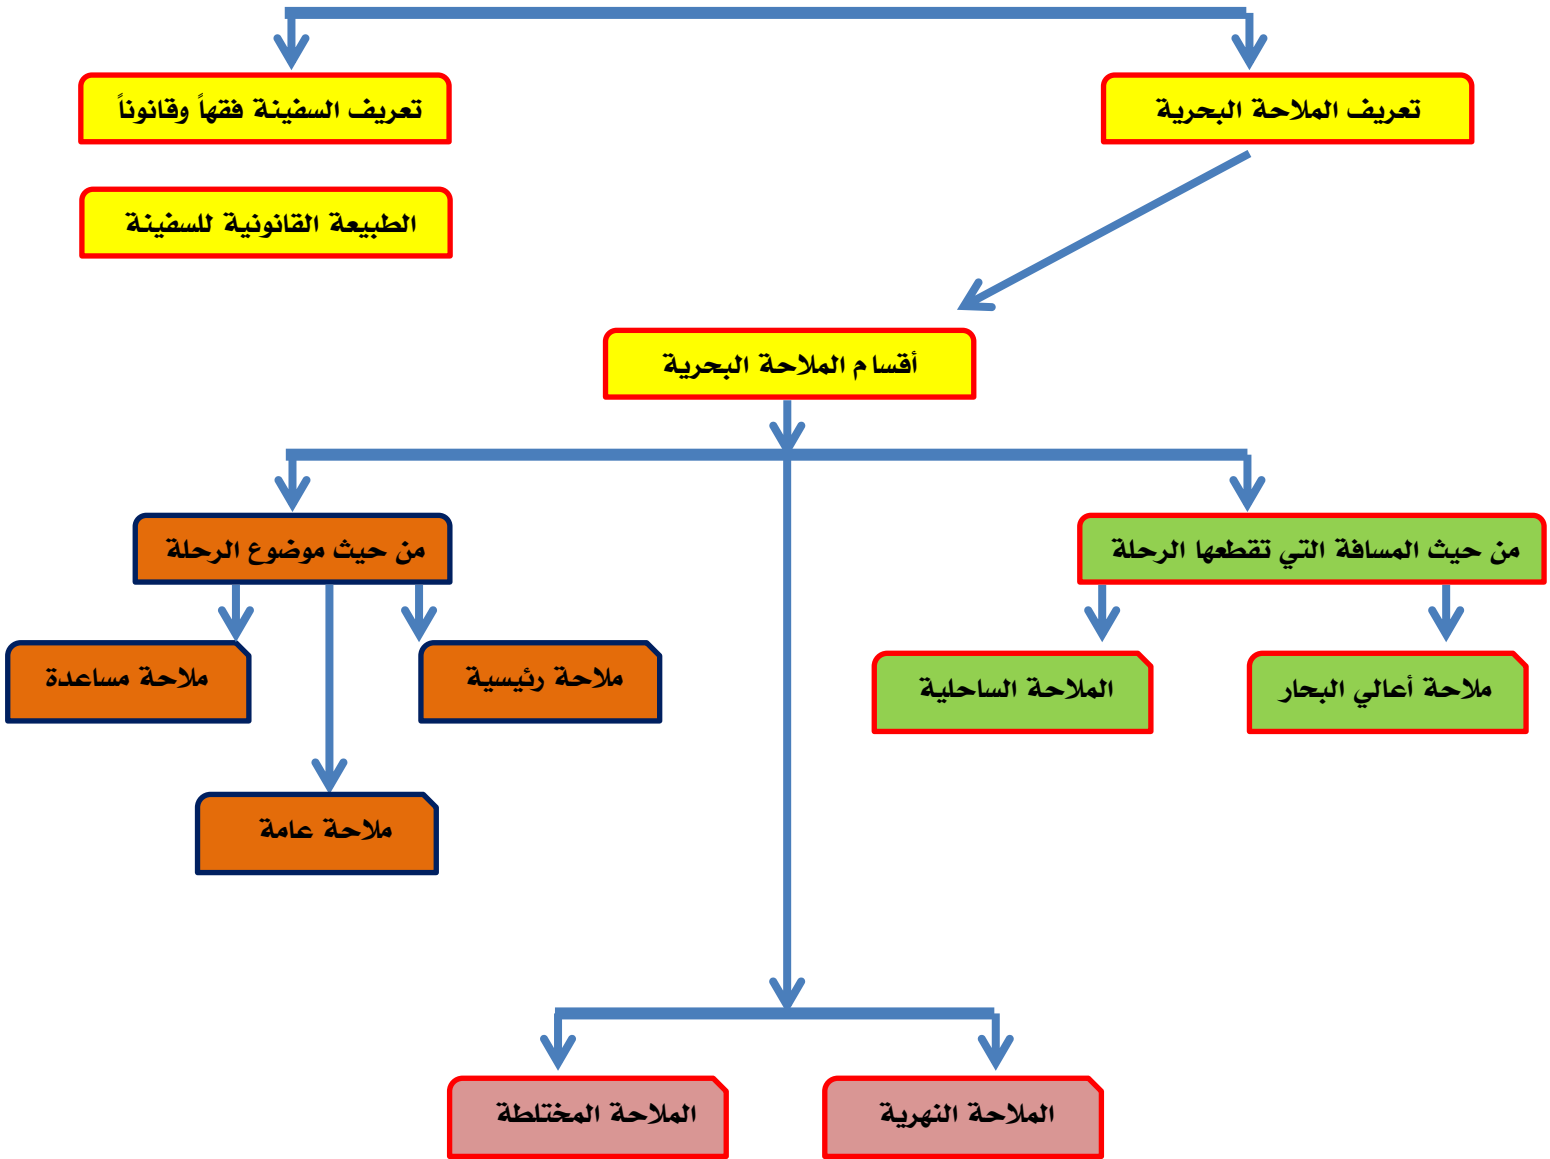 تعريف الملاحة البحرية
تعريف السفينة فقهاً وقانوناً
الطبيعة القانونية للسفينة
أقسام الملاحة البحرية
من حيث المسافة التي تقطعها الرحلة
من حيث موضوع الرحلة
ملاحة أعالي البحار
الملاحة الساحلية
ملاحة رئيسية
ملاحة مساعدة
ملاحة عامة
الملاحة النهرية
الملاحة المختلطة